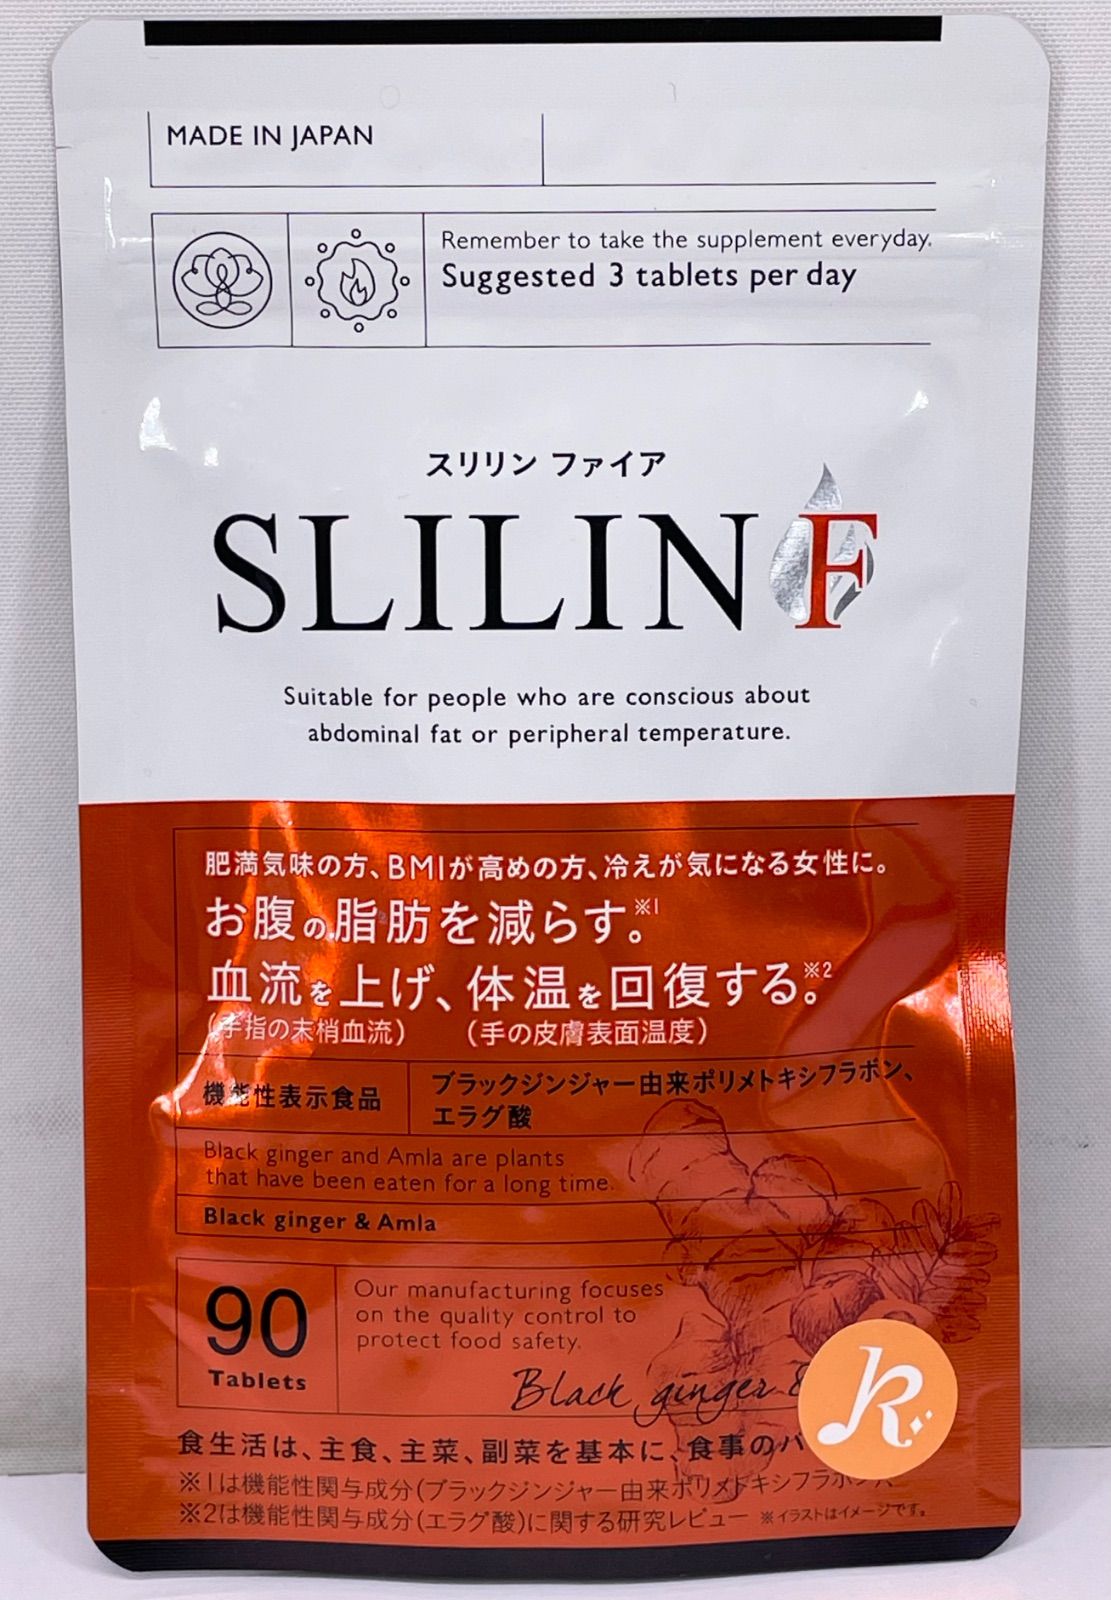 MADE IN JAPAN
Remember to take the supplement everyday.
Suggested 3 tablets per day
スリリン ファイア
SLILIN F
Suitable for people who are conscious about
abdominal fat or peripheral temperature.
肥満気味の方、BMIが高めの方、冷えが気になる女性に。
お腹の脂肪を減らす。※1
血流を上げ、体温を回復する。※2
(手指の末梢血流) (手の皮膚表面温度)
機能性表示食品
ブラックジンジャー由来ポリメトキシフラボン、
エラグ酸
Black ginger and Amla are plants
that have been eaten for a long time.
Black ginger & Amla
90
Tablets
Our manufacturing focuses
on the quality control to
protect food safety.
Black ginger &
R
食生活は、主食、主菜、副菜を基本に、食事のバ
※1は機能性関与成分(ブラックジンジャー由来ポリメトキシフラボン、
※2は機能性関与成分(エラグ酸)に関する研究レビュー ※イラストはイメージです。